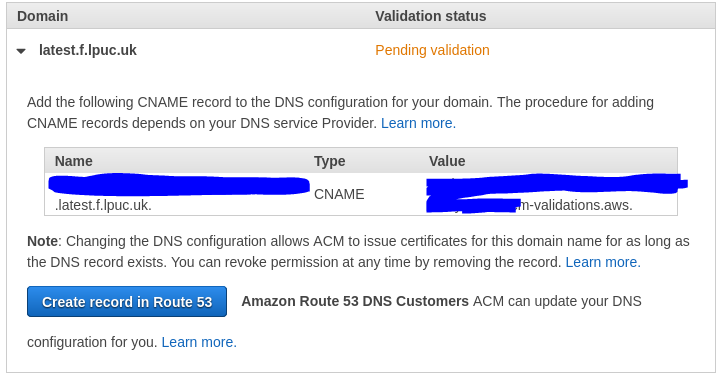 Domain Validation status
latest.f.lpuc.uk Pending validation
Add the following CNAME record to the DNS configuration for your domain. The procedure for adding
CNAME records depends on your DNS service Provider. Learn more.
Name Type Value
CNAME
.latest.f.lpuc.uk. m-validations.aws.
Note: Changing the DNS configuration allows ACM to issue certificates for this domain name for as long as
the DNS record exists. You can revoke permission at any time by removing the record. Learn more.
Create record in Route 53 Amazon Route 53 DNS Customers ACM can update your DNS
configuration for you. Learn more.